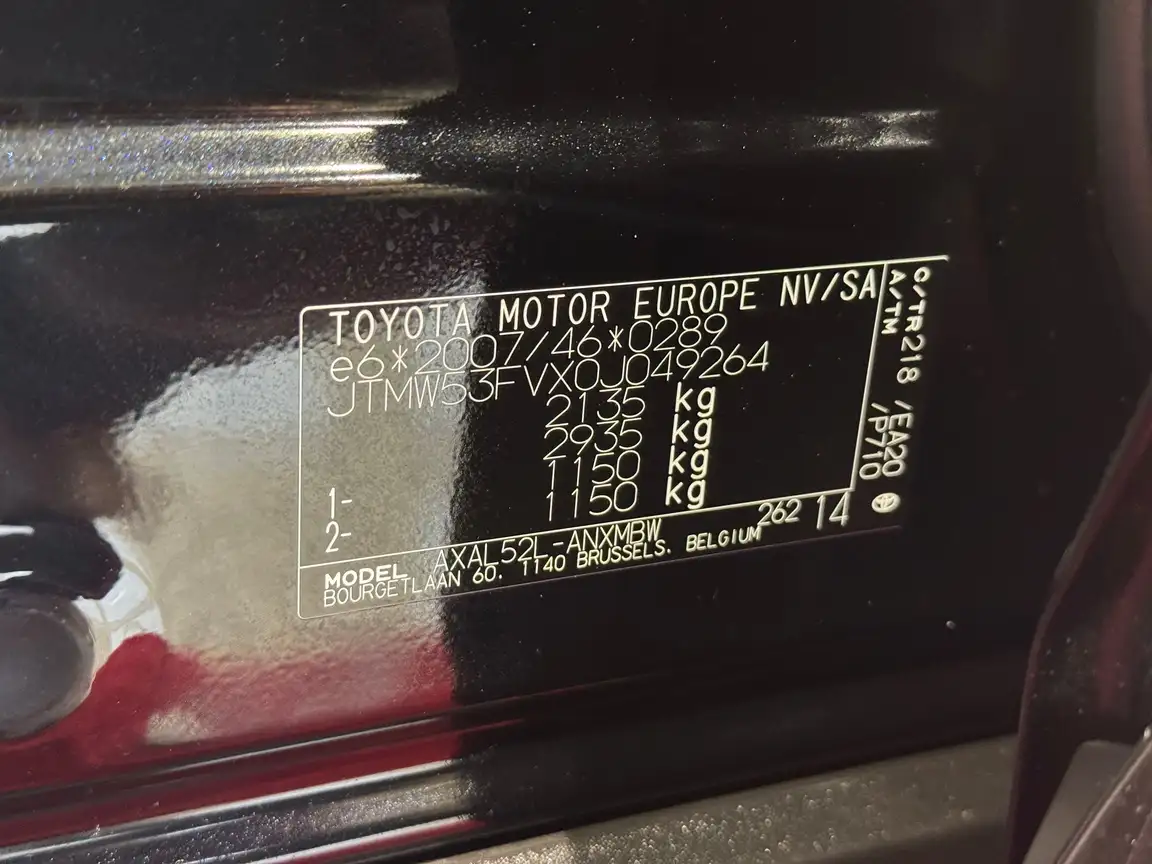 TOYOTA MOTOR EUROPE NV/SA
e6*2007/46*0289
JTMW53FVX0J049264
2135 kg
2935 kg
1- 1150 kg
2- 1150 kg
MODEL AXAL52L-ANXMBW 262 14
BOURGETLAAN 60. 1140 BRUSSELS. BELGIUM
C/TR 218 /EA20
A/TM /P710